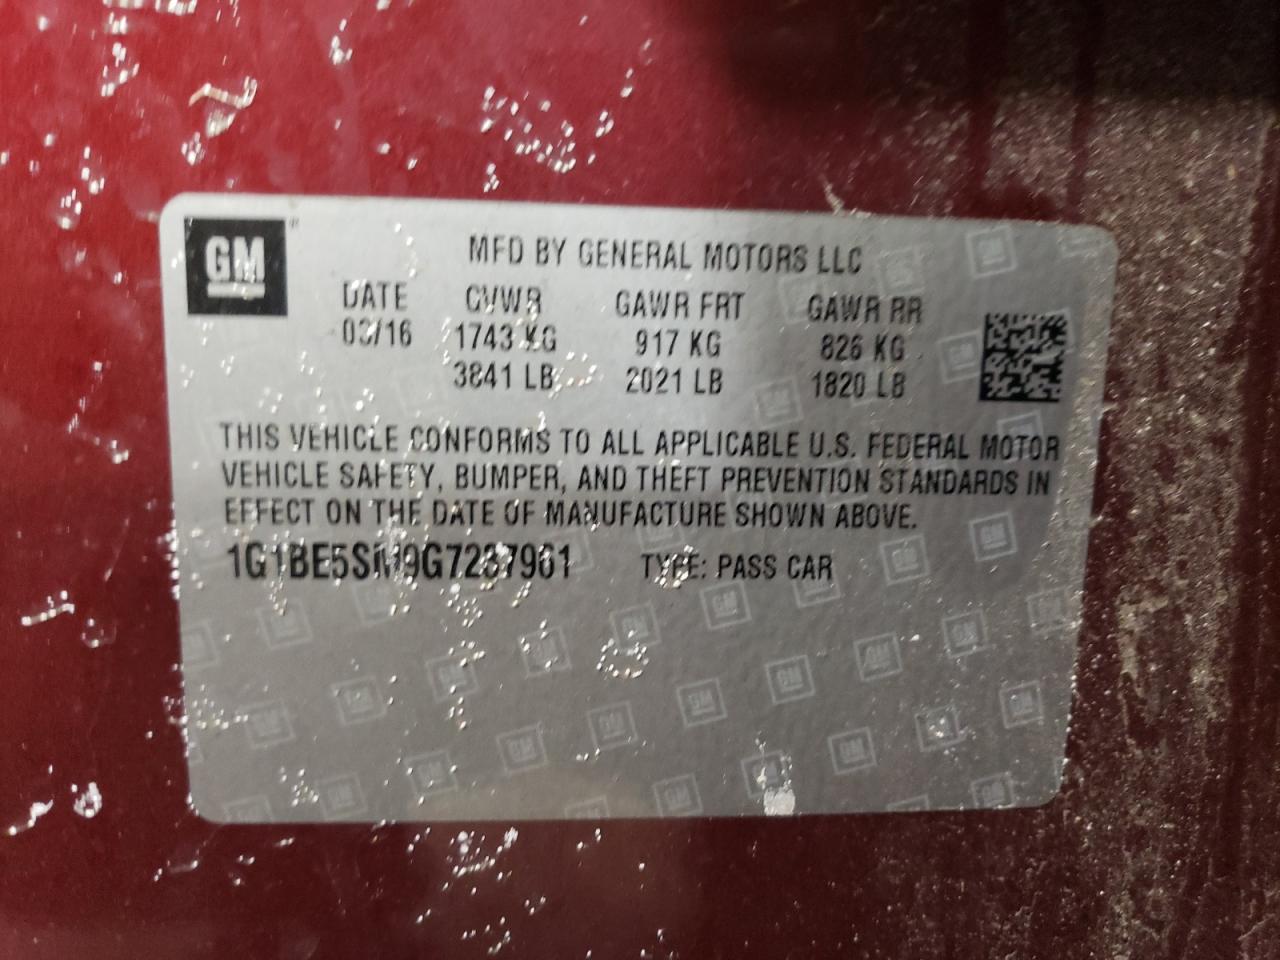 GM
MFD BY GENERAL MOTORS LLC
DATE GVWR GAWR FRT GAWR RR
03/16 1743 KG 917 KG 826 KG
3841 LB 2021 LB 1820 LB
THIS VEHICLE CONFORMS TO ALL APPLICABLE U.S. FEDERAL MOTOR
VEHICLE SAFETY, BUMPER, AND THEFT PREVENTION STANDARDS IN
EFFECT ON THE DATE OF MANUFACTURE SHOWN ABOVE.
1G1BE5SM9G7237961 TYPE: PASS CAR